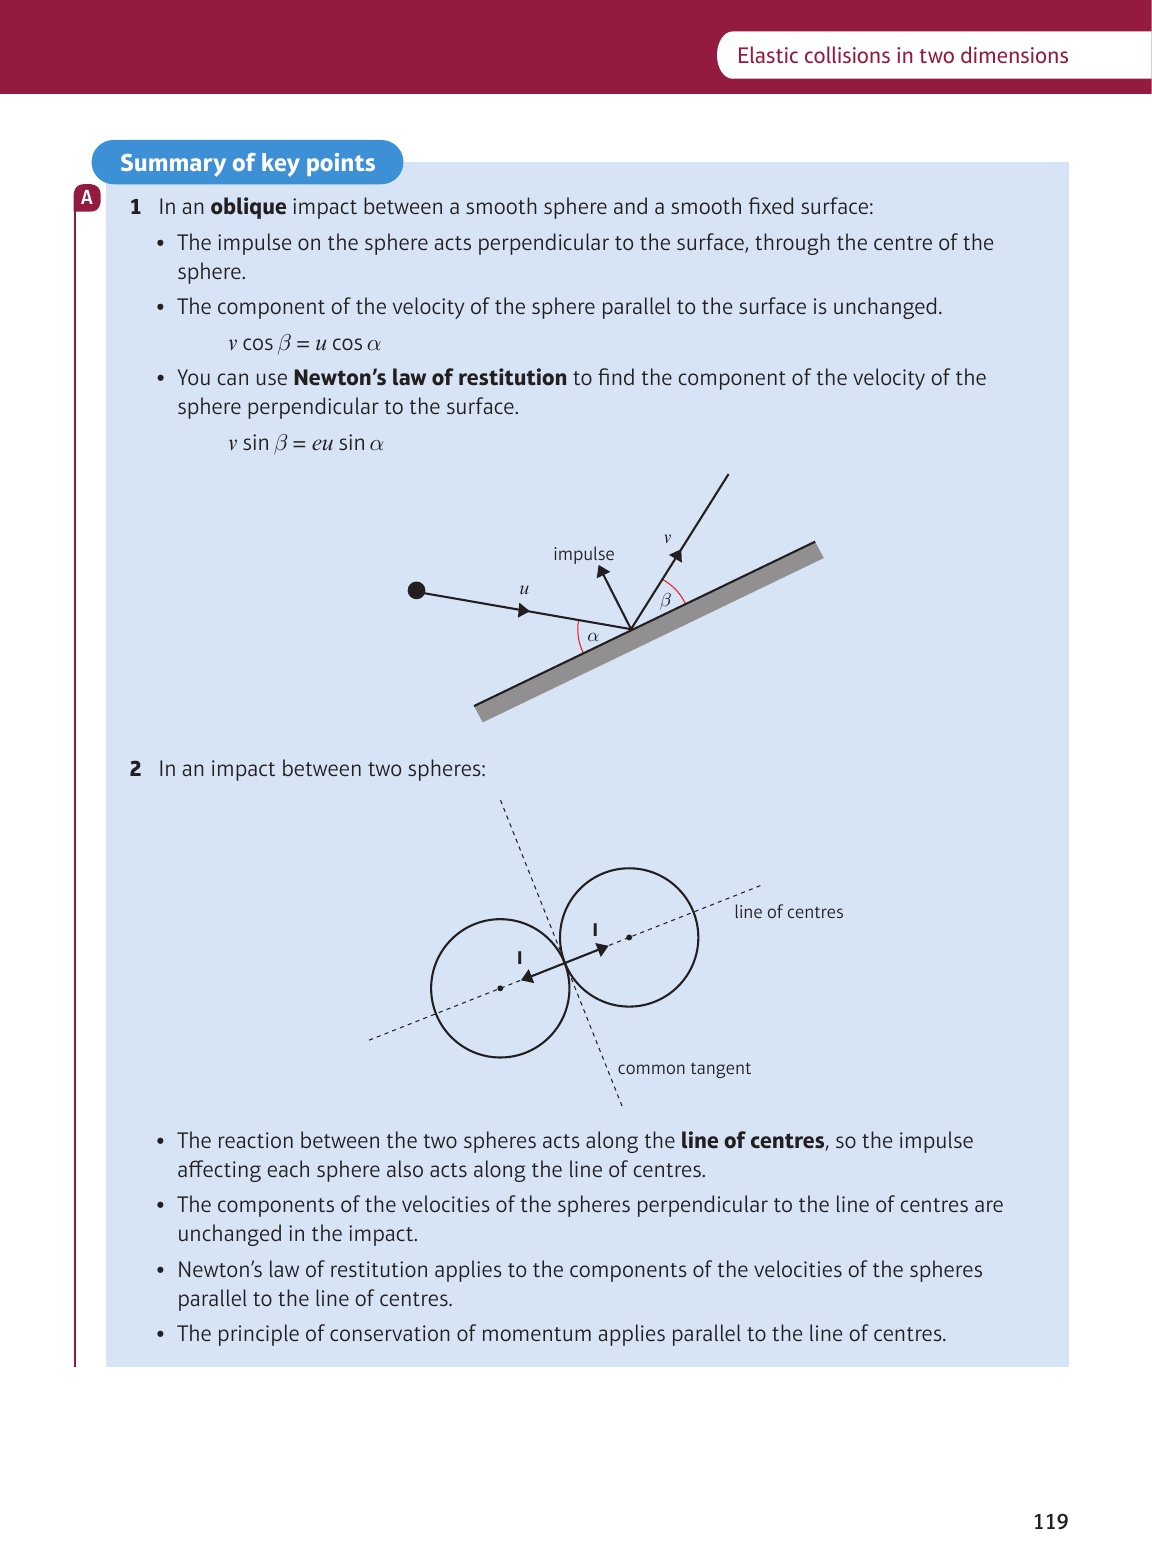 Elastic collisions in two dimensions
Summary of key points
A
1 In an oblique impact between a smooth sphere and a smooth fixed surface:
• The impulse on the sphere acts perpendicular to the surface, through the centre of the
sphere.
• The component of the velocity of the sphere parallel to the surface is unchanged.
v cos β = u cos α
• You can use Newton’s law of restitution to find the component of the velocity of the
sphere perpendicular to the surface.
v sin β = eu sin α
v
impulse
u
β
α
2 In an impact between two spheres:
line of centres
I
I
common tangent
• The reaction between the two spheres acts along the line of centres, so the impulse
affecting each sphere also acts along the line of centres.
• The components of the velocities of the spheres perpendicular to the line of centres are
unchanged in the impact.
• Newton’s law of restitution applies to the components of the velocities of the spheres
parallel to the line of centres.
• The principle of conservation of momentum applies parallel to the line of centres.
119